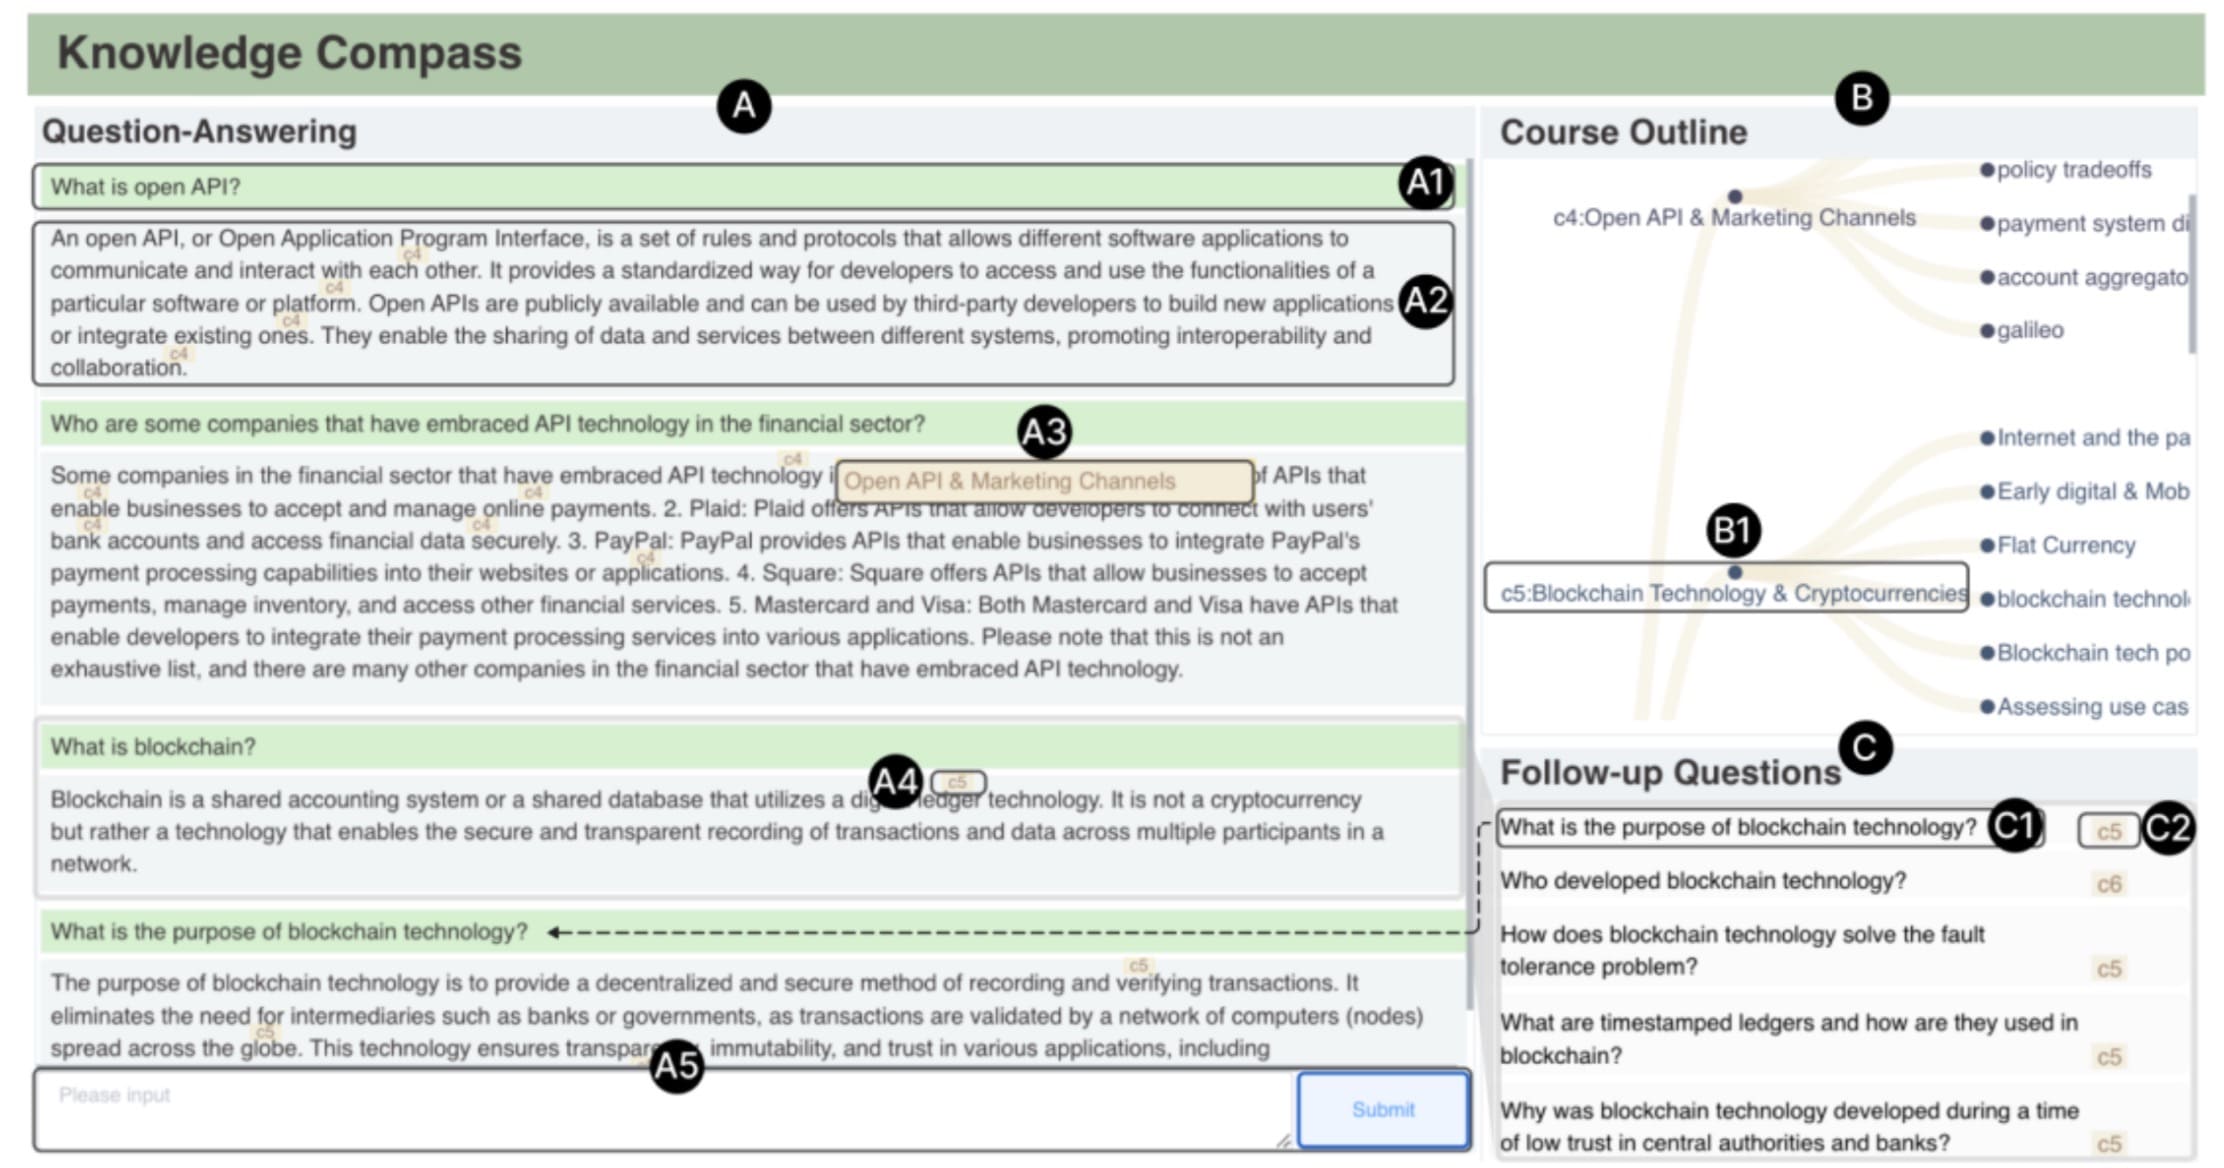 Knowledge Compass
A
B
Question-Answering
What is open API?
A1
An open API, or Open Application Program Interface, is a set of rules and protocols that allows different software applications to
c4
communicate and interact with each other. It provides a standardized way for developers to access and use the functionalities of a
c4
particular software or platform. Open APIs are publicly available and can be used by third-party developers to build new applications
A2
c4
or integrate existing ones. They enable the sharing of data and services between different systems, promoting interoperability and
c4
collaboration.
Who are some companies that have embraced API technology in the financial sector?
A3
c4
Some companies in the financial sector that have embraced API technology
Open API & Marketing Channels
of APIs that
c4
c4
enable businesses to accept and manage online payments. 2. Plaid: Plaid offers APIs that allow developers to connect with users'
c4
c4
bank accounts and access financial data securely. 3. PayPal: PayPal provides APIs that enable businesses to integrate PayPal's
c4
payment processing capabilities into their websites or applications. 4. Square: Square offers APIs that allow businesses to accept
payments, manage inventory, and access other financial services. 5. Mastercard and Visa: Both Mastercard and Visa have APIs that
enable developers to integrate their payment processing services into various applications. Please note that this is not an
exhaustive list, and there are many other companies in the financial sector that have embraced API technology.
What is blockchain?
A4
c5
Blockchain is a shared accounting system or a shared database that utilizes a ledger technology. It is not a cryptocurrency
but rather a technology that enables the secure and transparent recording of transactions and data across multiple participants in a
network.
What is the purpose of blockchain technology?
c5
The purpose of blockchain technology is to provide a decentralized and secure method of recording and verifying transactions. It
eliminates the need for intermediaries such as banks or governments, as transactions are validated by a network of computers (nodes)
c5
spread across the globe. This technology ensures immutability, and trust in various applications, including
A5
Please input
Submit
Course Outline
policy tradeoffs
c4:Open API & Marketing Channels
payment system di
account aggregato
galileo
Internet and the pa
Early digital & Mob
B1
Flat Currency
c5:Blockchain Technology & Cryptocurrencies
blockchain technol
Blockchain tech po
Assessing use cas
C
Follow-up Questions
What is the purpose of blockchain technology?
C1
c5
C2
Who developed blockchain technology?
c6
How does blockchain technology solve the fault
tolerance problem?
c5
What are timestamped ledgers and how are they used in
blockchain?
c5
Why was blockchain technology developed during a time
of low trust in central authorities and banks?
c5